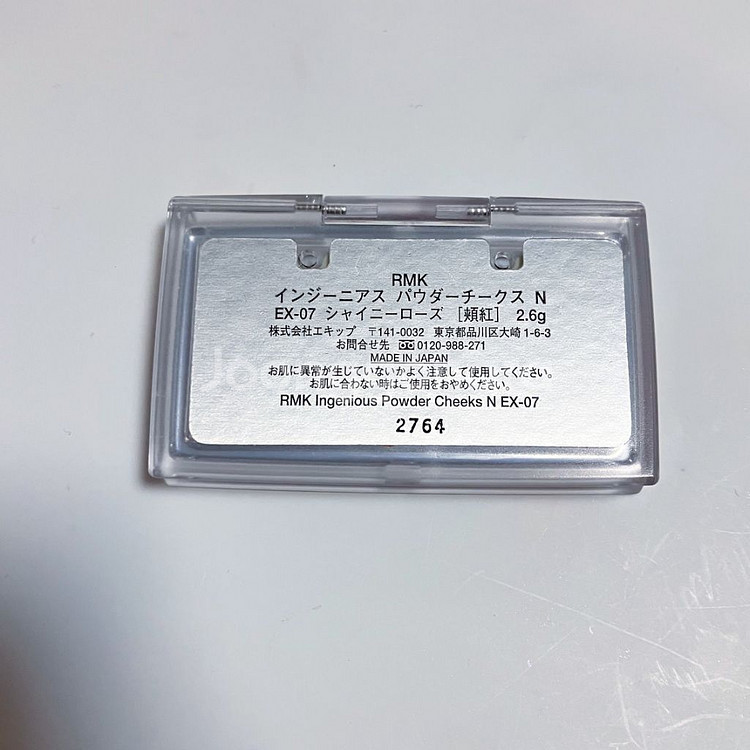 RMK
インジーニアス パウダーチークス N
EX-07 シャイニーローズ [頬紅] 2.6g
株式会社エキップ 〒141-0032 東京都品川区大崎1-6-3
お問合せ先 0120-988-271
MADE IN JAPAN
お肌に異常が生じていないかよく注意して使用してください。
お肌に合わない時はご使用をおやめください。
RMK Ingenious Powder Cheeks N EX-07
2764